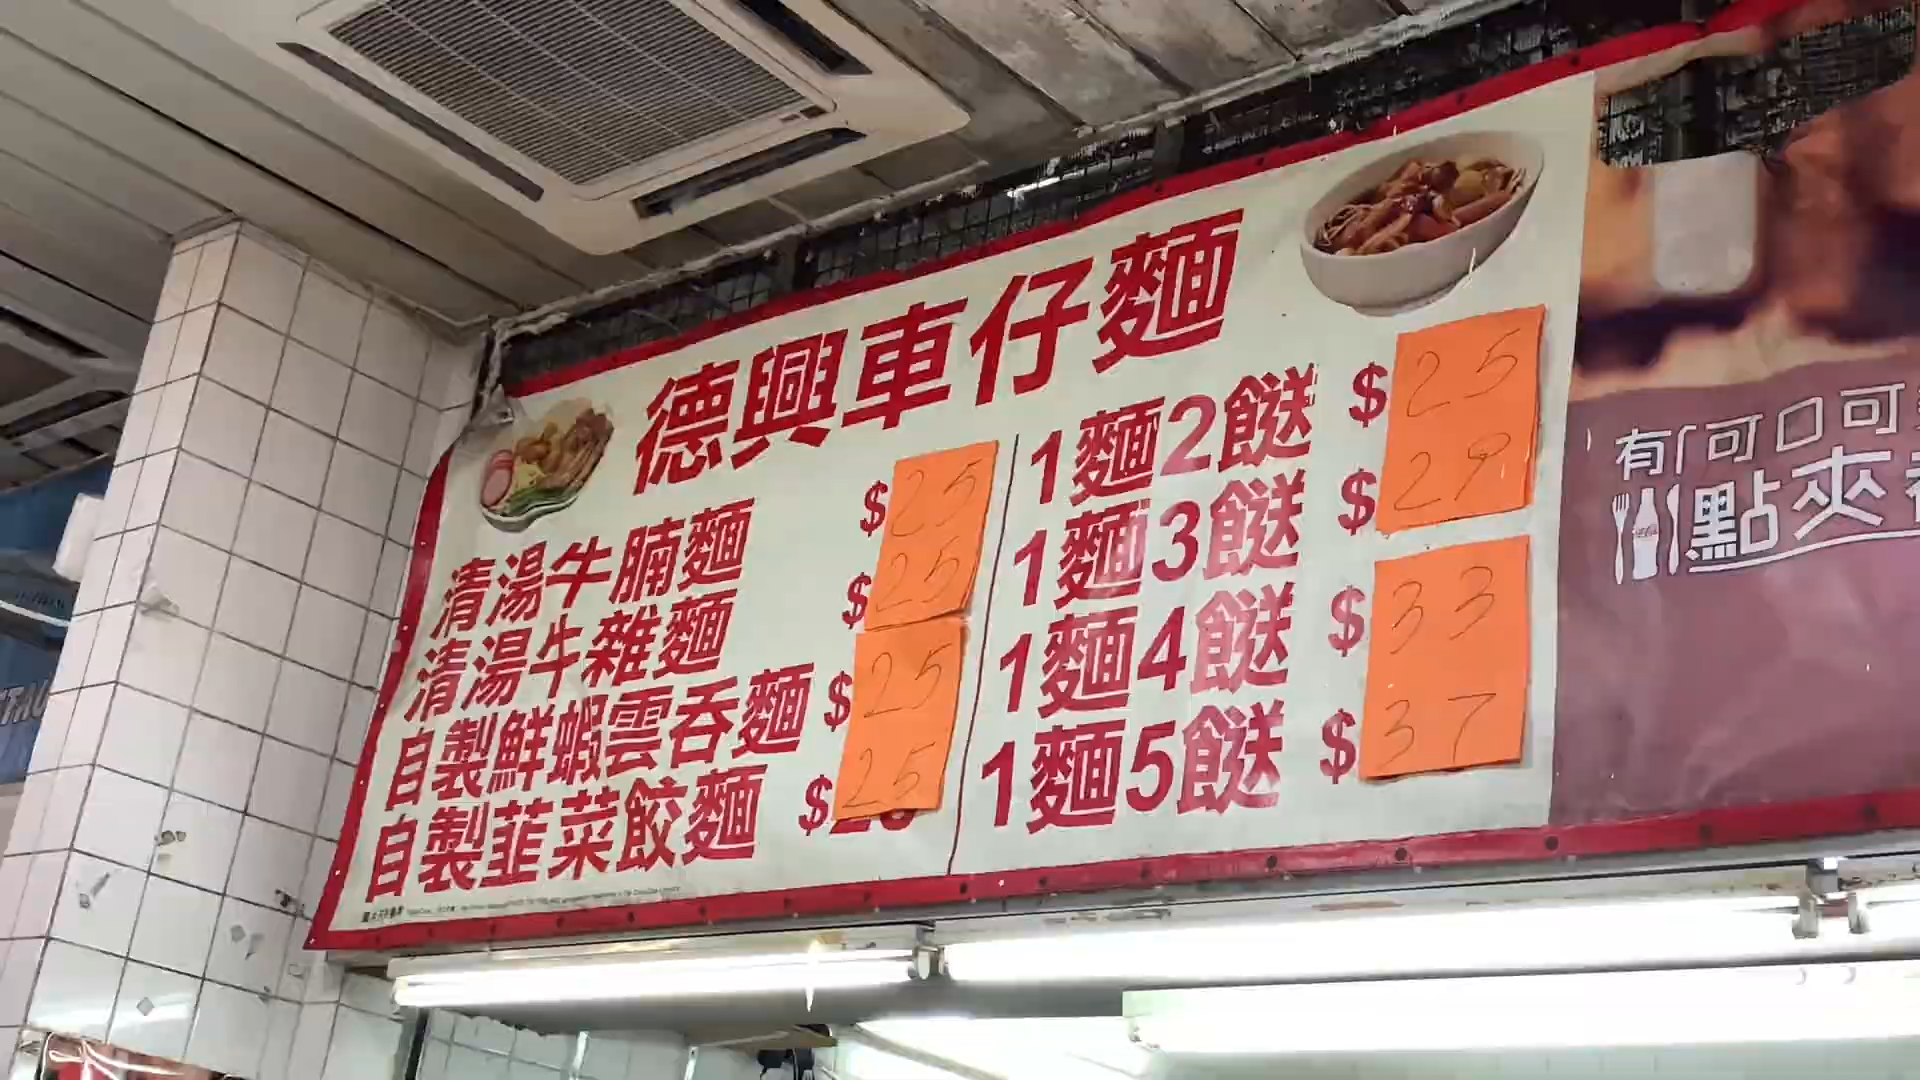 德興車仔麵
清湯牛腩麵 $25
清湯牛雜麵 $25
自製鮮蝦雲吞麵 $25
自製韮菜餃麵 $25
1麵2餸 $25
1麵3餸 $29
1麵4餸 $33
1麵5餸 $37
有「可口可
點夾